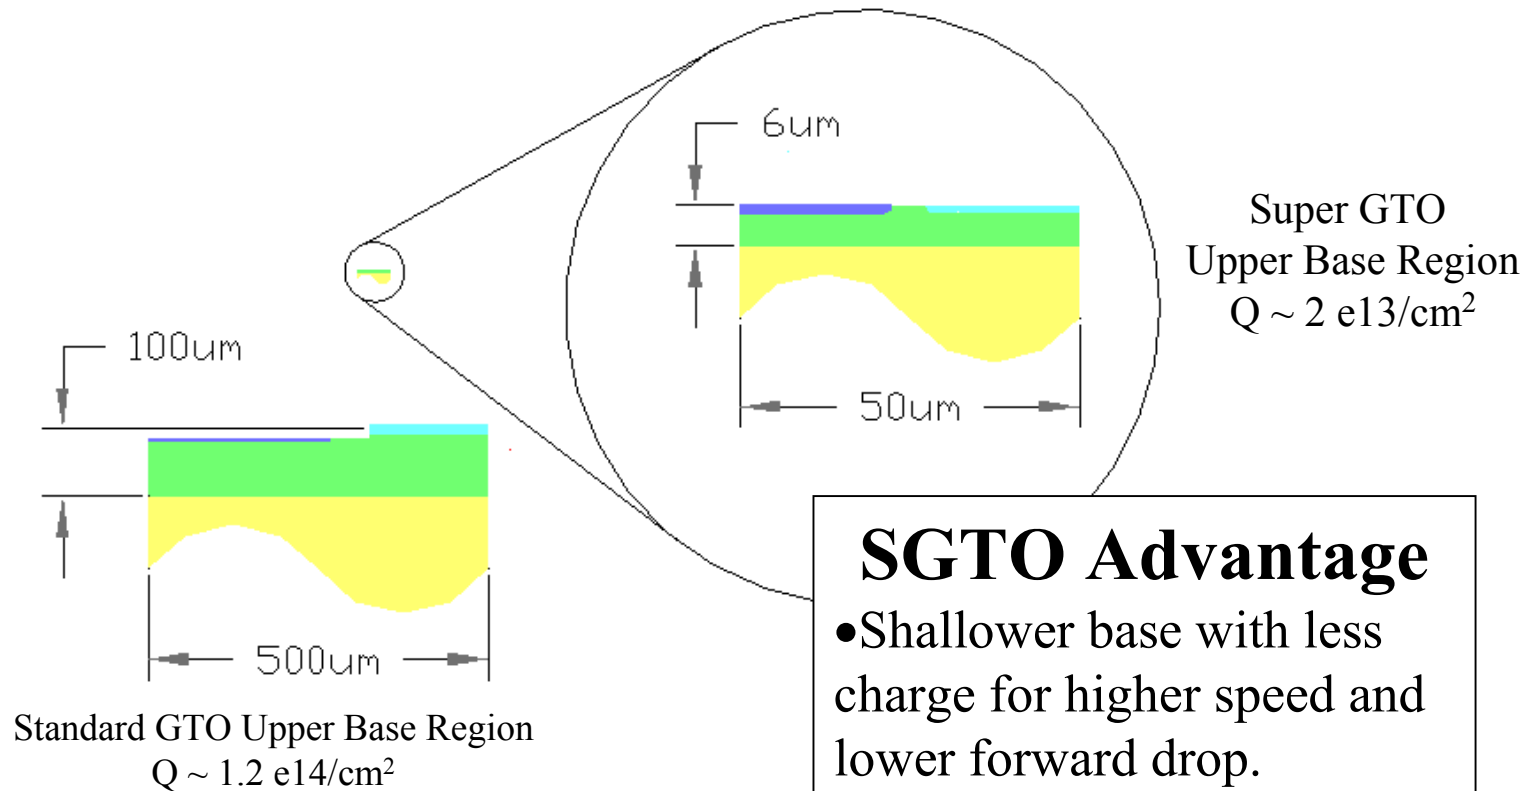 6um
Super GTO
Upper Base Region
Q ~ 2 e13/cm²
50um
100um
500um
Standard GTO Upper Base Region
Q ~ 1.2 e14/cm²
SGTO Advantage
•Shallower base with less
charge for higher speed and
lower forward drop.